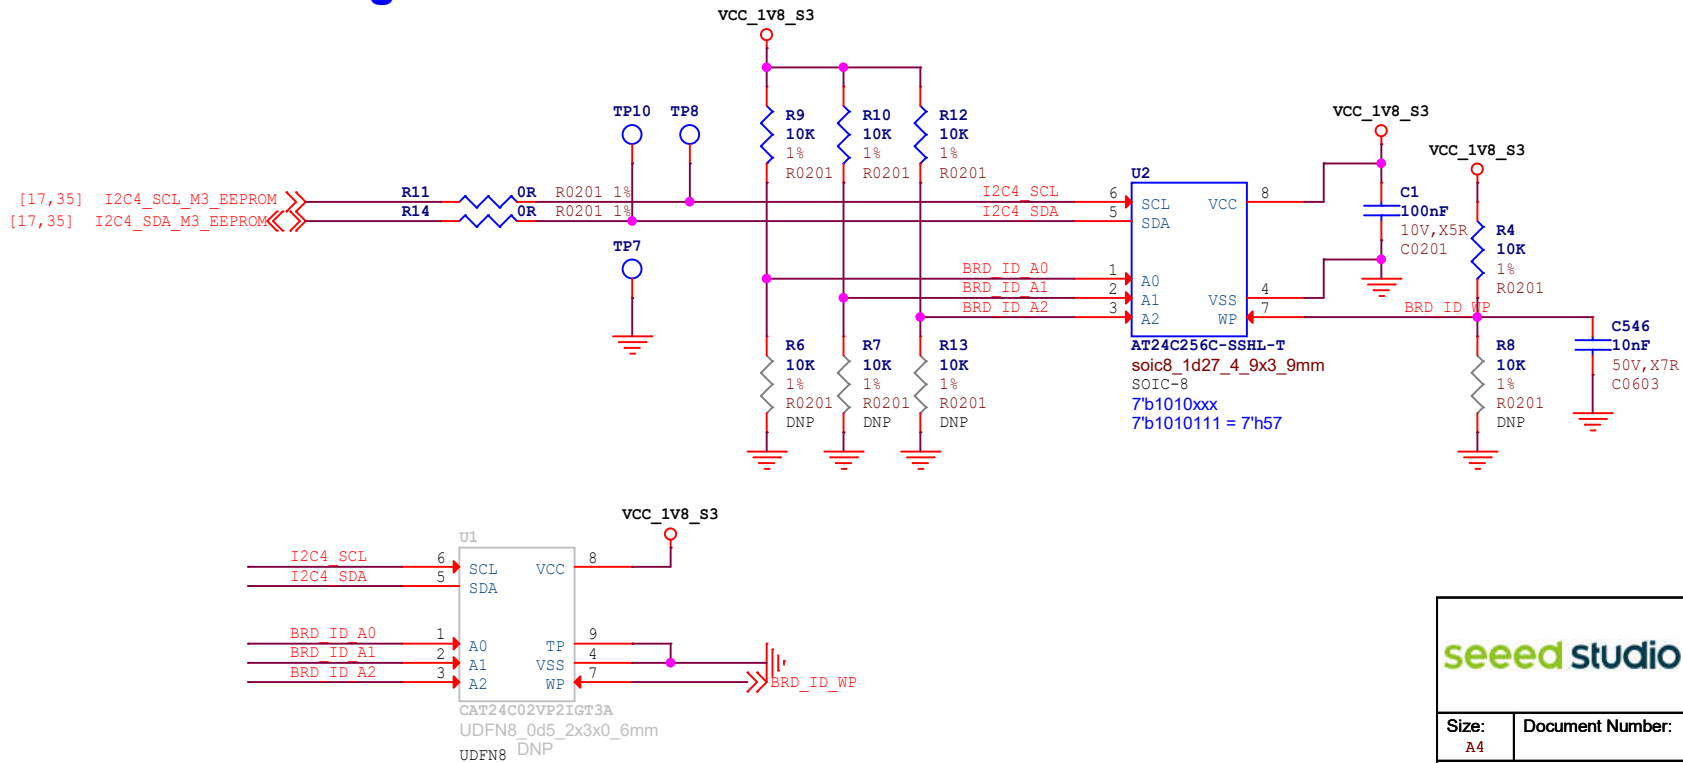 VCC_1V8_S3
TP10 TP8
R9 10K 1% R0201
R10 10K 1% R0201
R12 10K 1% R0201
VCC_1V8_S3
VCC_1V8_S3
[17,35] I2C4_SCL_M3_EEPROM R11 0R R0201 1% I2C4_SCL
[17,35] I2C4_SDA_M3_EEPROM R14 0R R0201 1% I2C4_SDA
TP7
U2
6 SCL VCC 8
5 SDA
BRD_ID_A0 1 A0
BRD_ID_A1 2 A1 VSS 4
BRD_ID_A2 3 A2 WP 7 BRD_ID_WP
C1
100nF
10V,X5R
C0201
R4
10K
1%
R0201
R6 10K 1% R0201 DNP
R7 10K 1% R0201 DNP
R13 10K 1% R0201 DNP
AT24C256C-SSHL-T
soic8_1d27_4_9x3_9mm
SOIC-8
7'b1010xxx
7'b1010111 = 7'h57
R8
10K
1%
R0201
DNP
C546
10nF
50V,X7R
C0603
VCC_1V8_S3
U1
I2C4_SCL 6 SCL VCC 8
I2C4_SDA 5 SDA
BRD_ID_A0 1 A0 TP 9
BRD_ID_A1 2 A1 VSS 4
BRD_ID_A2 3 A2 WP 7 BRD_ID_WP
CAT24C02VP2IGT3A
UDFN8_0d5_2x3x0_6mm
UDFN8 DNP
seeed studio
Size: Document Number:
A4